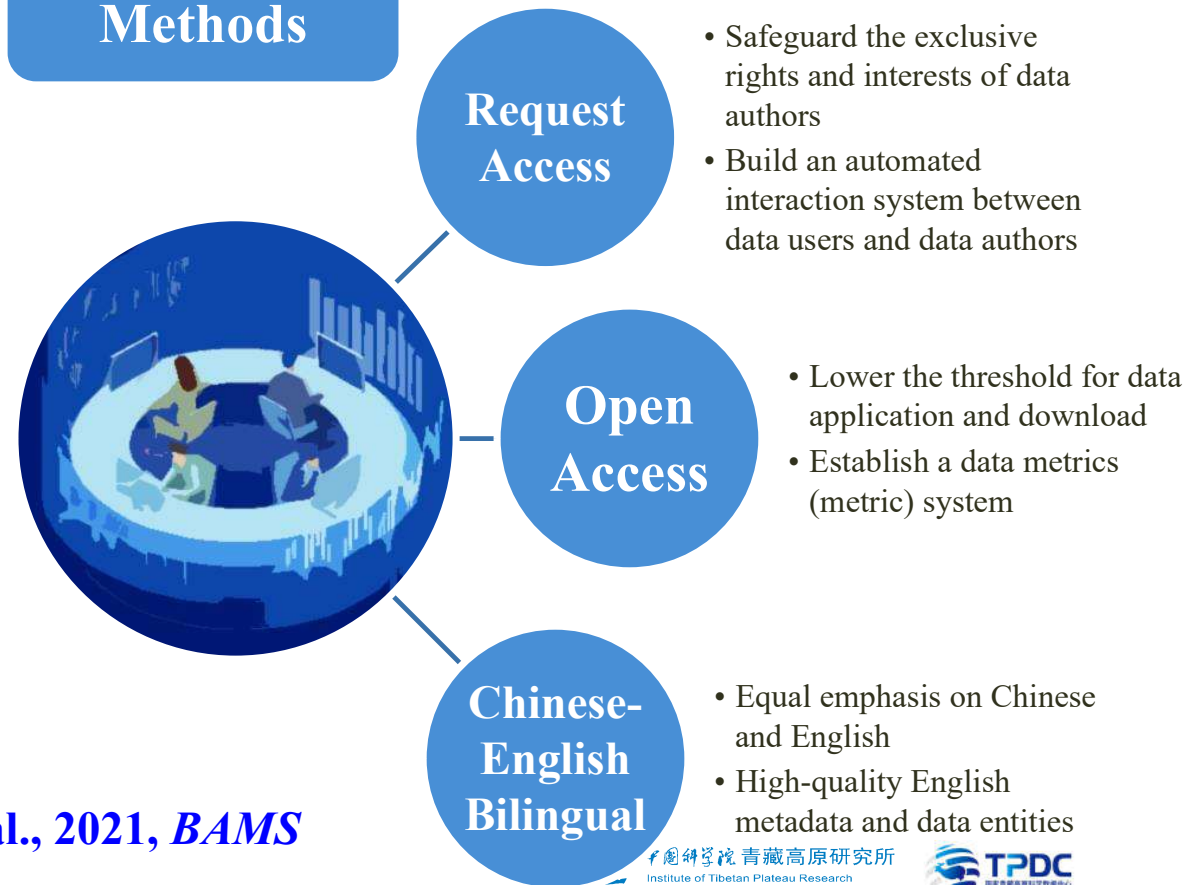 Methods
Request
Access
• Safeguard the exclusive
rights and interests of data
authors
• Build an automated
interaction system between
data users and data authors
Open
Access
• Lower the threshold for data
application and download
• Establish a data metrics
(metric) system
Chinese-
English
Bilingual
• Equal emphasis on Chinese
and English
• High-quality English
metadata and data entities
al., 2021, BAMS
中国科学院青藏高原研究所
Institute of Tibetan Plateau Research
TPDC